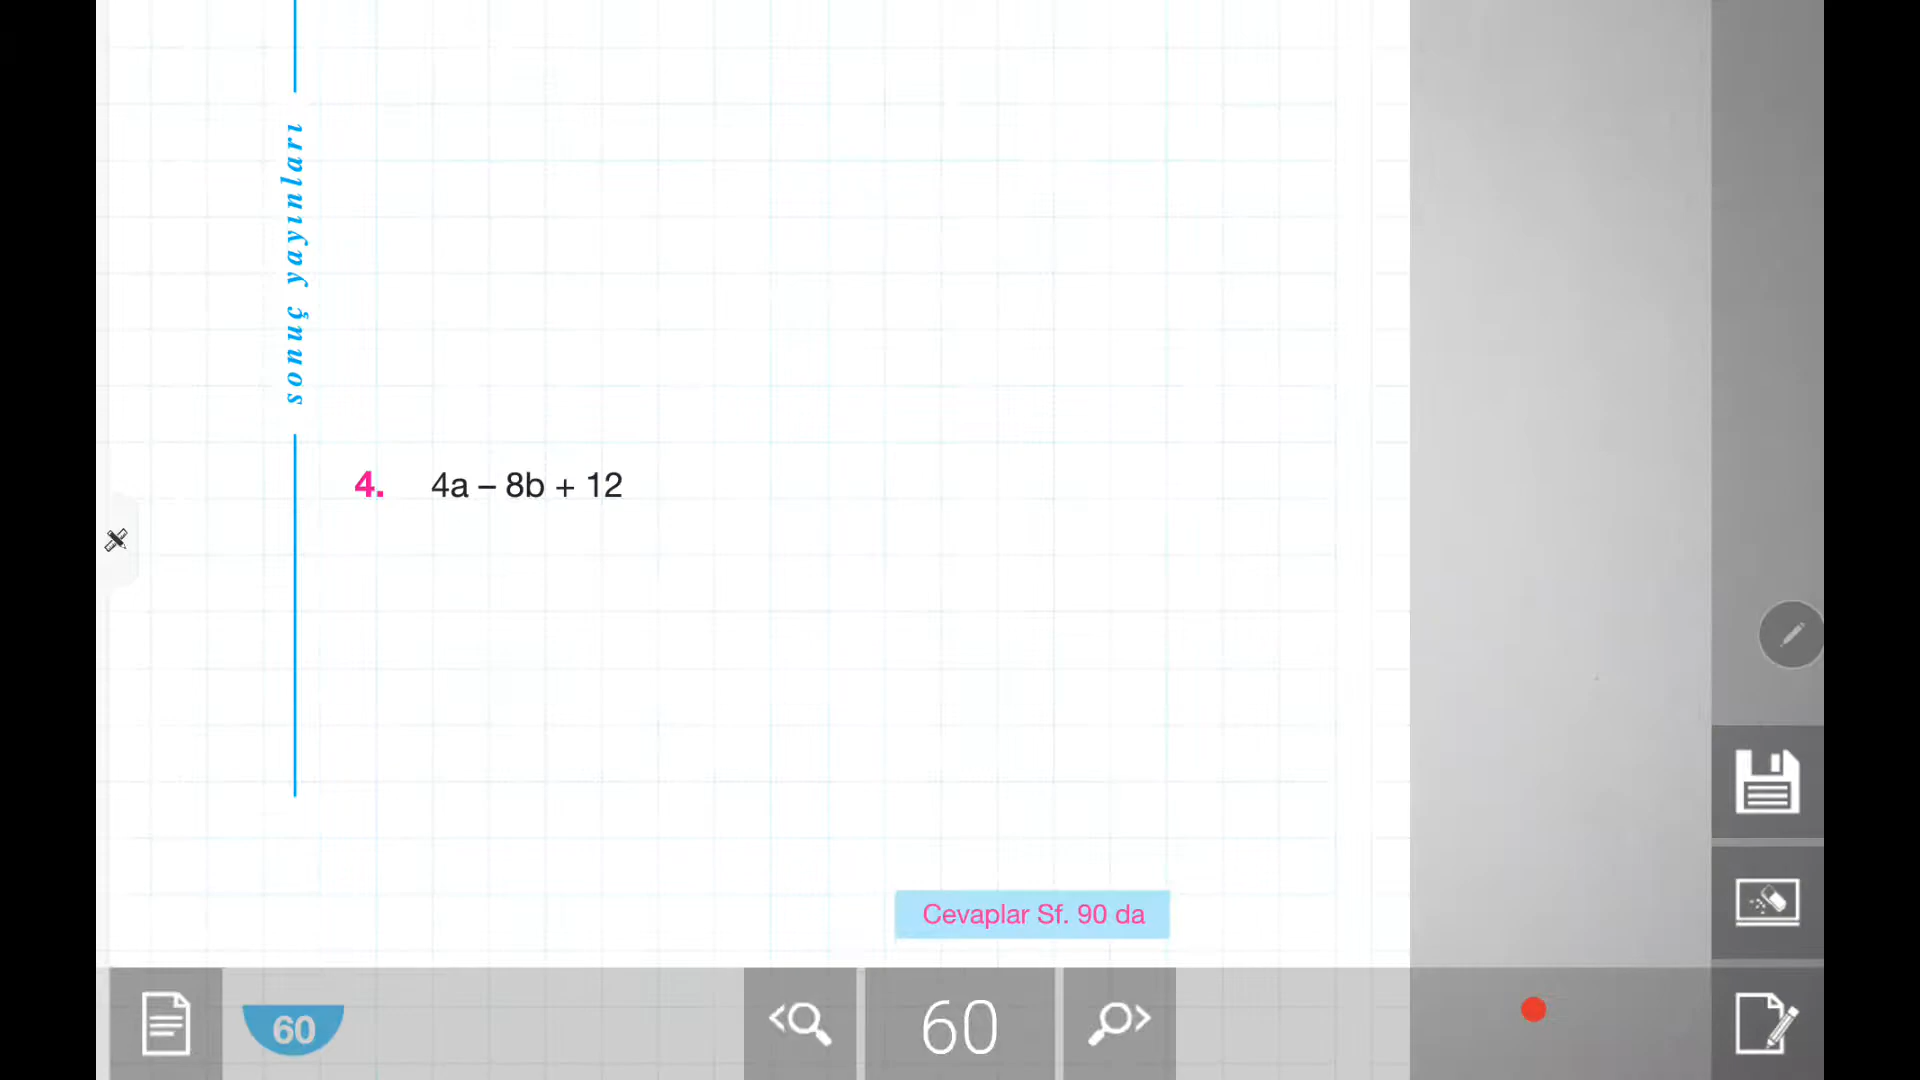 sonuç yayınları
4. 4a – 8b + 12
Cevaplar Sf. 90 da
60
60